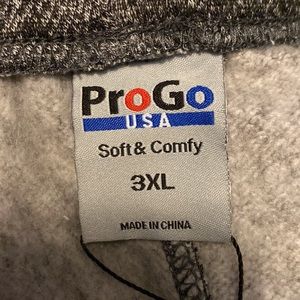 ProGo
USA
Soft & Comfy
3XL
MADE IN CHINA